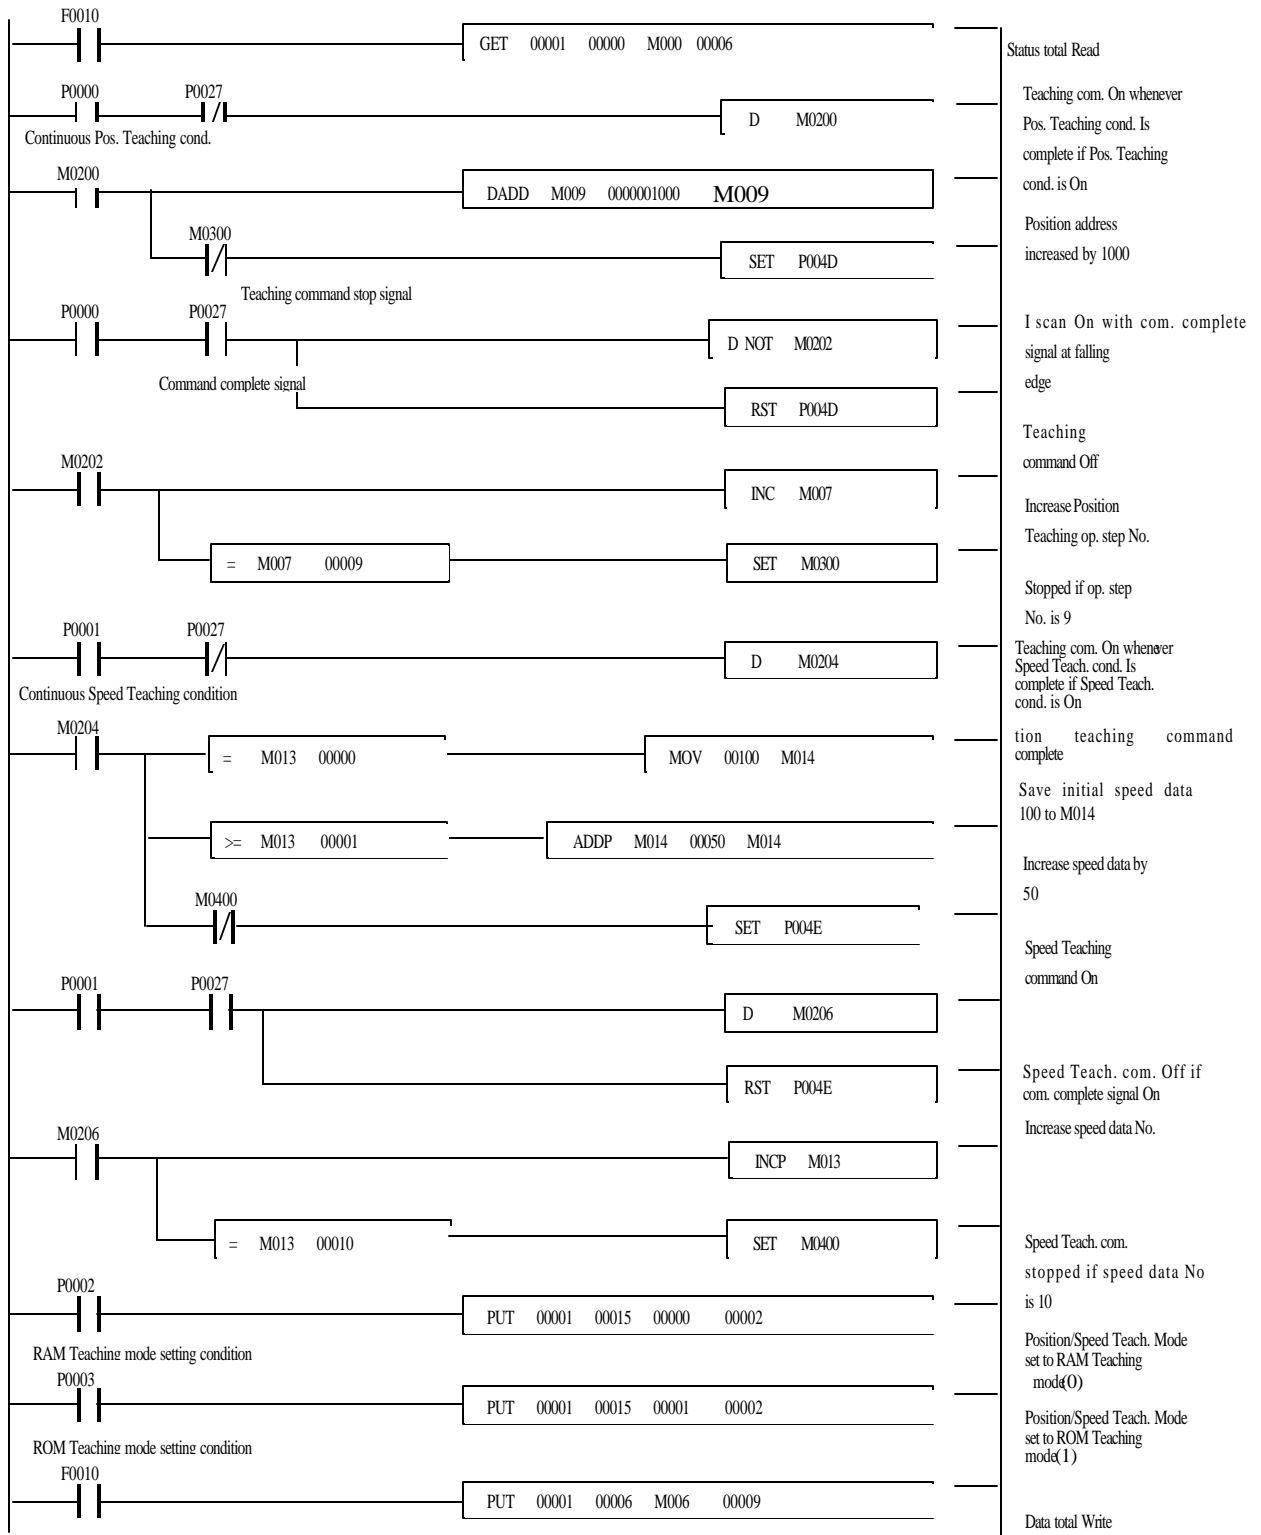 F0010
GET 00001 00000 M000 00006
Status total Read
P0000 P0027
D M0200
Continuous Pos. Teaching cond.
Teaching com. On whenever
Pos. Teaching cond. Is
complete if Pos. Teaching
cond. is On
M0200
DADD M009 0000001000 M009
Position address
increased by 1000
M0300
SET P004D
Teaching command stop signal
P0000 P0027
D NOT M0202
I scan On with com. complete
signal at falling
edge
Command complete signal
RST P004D
Teaching
command Off
M0202
INC M007
Increase Position
Teaching op. step No.
= M007 00009
SET M0300
Stopped if op. step
No. is 9
P0001 P0027
D M0204
Continuous Speed Teaching condition
Teaching com. On whenever
Speed Teach. cond. Is
complete if Speed Teach.
cond. is On
M0204
= M013 00000
MOV 00100 M014
tion teaching command
complete
Save initial speed data
100 to M014
>= M013 00001
ADDP M014 00050 M014
Increase speed data by
50
M0400
SET P004E
Speed Teaching
command On
P0001 P0027
D M0206
RST P004E
Speed Teach. com. Off if
com. complete signal On
Increase speed data No.
M0206
INCP M013
= M013 00010
SET M0400
Speed Teach. com.
stopped if speed data No
is 10
P0002
PUT 00001 00015 00000 00002
RAM Teaching mode setting condition
Position/Speed Teach. Mode
set to RAM Teaching
mode(0)
P0003
PUT 00001 00015 00001 00002
ROM Teaching mode setting condition
Position/Speed Teach. Mode
set to ROM Teaching
mode(1)
F0010
PUT 00001 00006 M006 00009
Data total Write